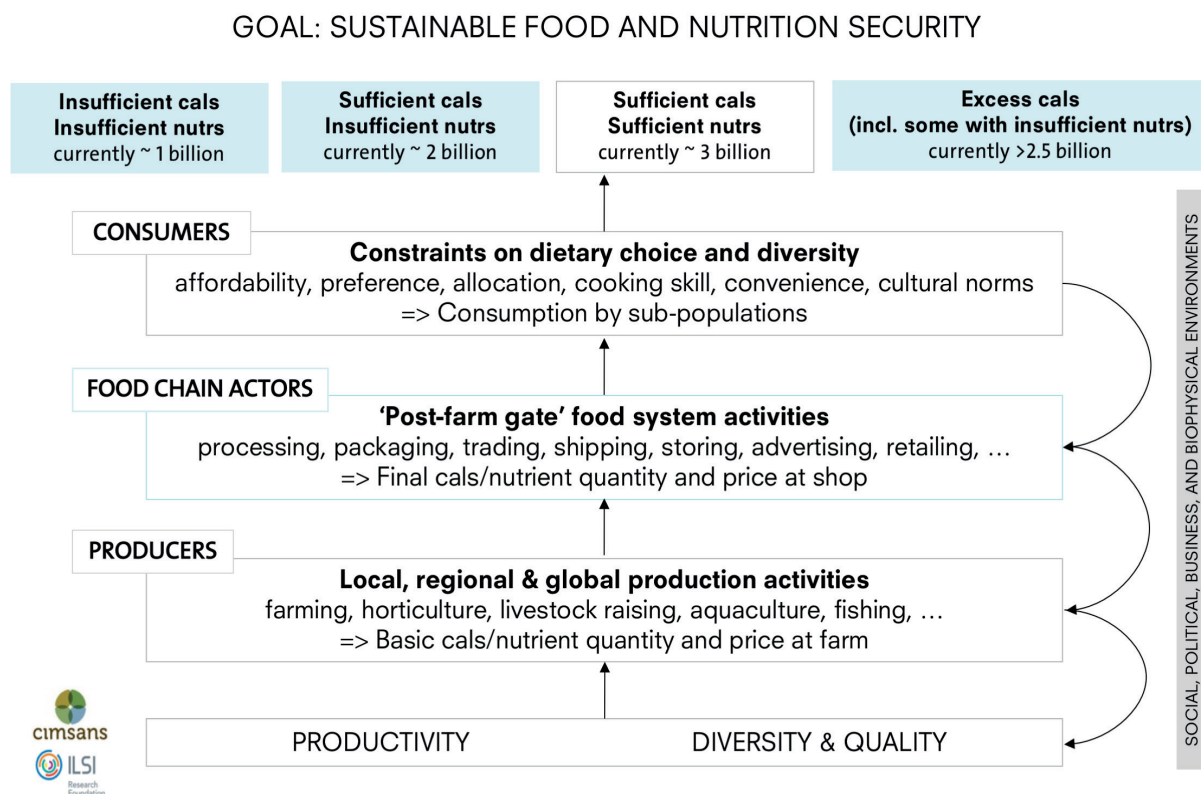 GOAL: SUSTAINABLE FOOD AND NUTRITION SECURITY
Insufficient cals
Insufficient nutrs
currently ~ 1 billion
Sufficient cals
Insufficient nutrs
currently ~ 2 billion
Sufficient cals
Sufficient nutrs
currently ~ 3 billion
Excess cals
(incl. some with insufficient nutrs)
currently >2.5 billion
CONSUMERS
Constraints on dietary choice and diversity
affordability, preference, allocation, cooking skill, convenience, cultural norms
=> Consumption by sub-populations
FOOD CHAIN ACTORS
‘Post-farm gate’ food system activities
processing, packaging, trading, shipping, storing, advertising, retailing, …
=> Final cals/nutrient quantity and price at shop
PRODUCERS
Local, regional & global production activities
farming, horticulture, livestock raising, aquaculture, fishing, …
=> Basic cals/nutrient quantity and price at farm
PRODUCTIVITY
DIVERSITY & QUALITY
SOCIAL, POLITICAL, BUSINESS, AND BIOPHYSICAL ENVIRONMENTS
cimsans
ILSI
Research
Foundation